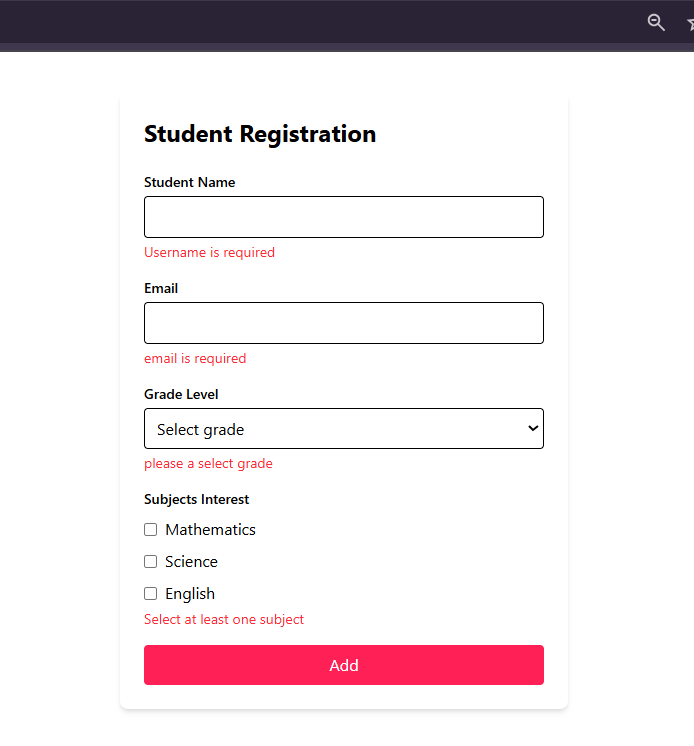 Student Registration
Student Name
Username is required
Email
email is required
Grade Level
Select grade
please a select grade
Subjects Interest
Mathematics
Science
English
Select at least one subject
Add